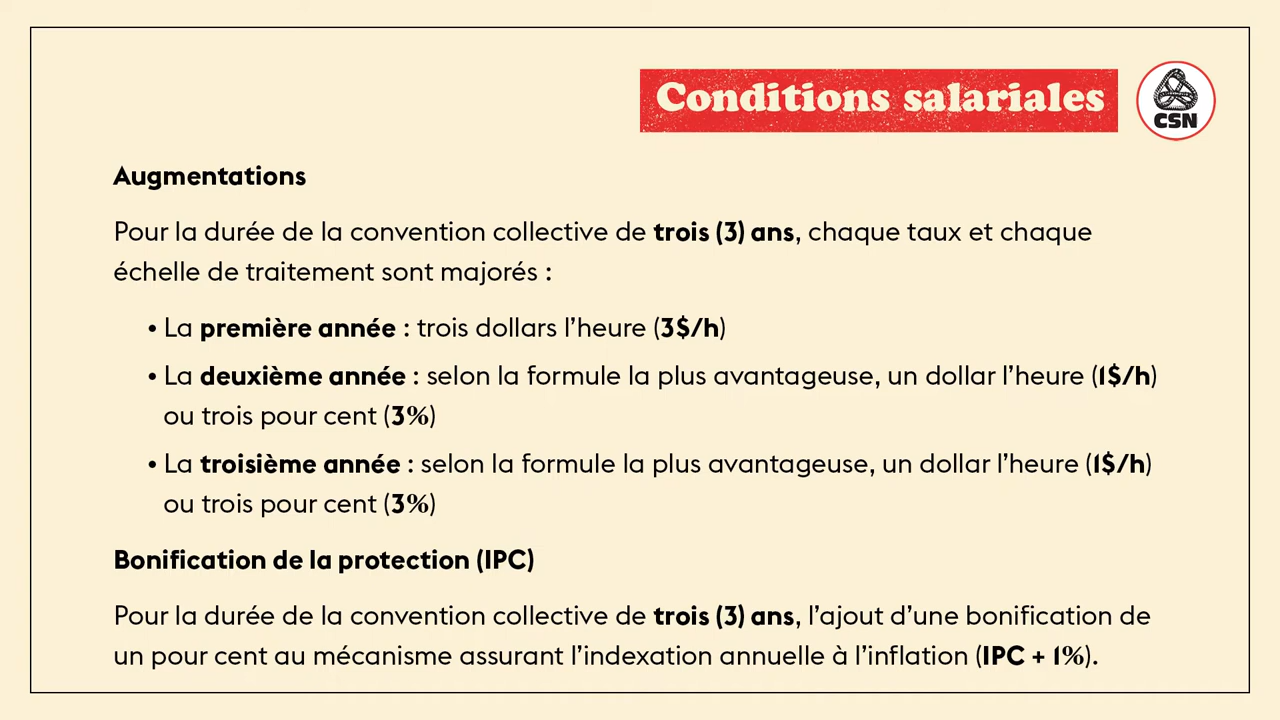 Conditions salariales
CSN
Augmentations
Pour la durée de la convention collective de trois (3) ans, chaque taux et chaque
échelle de traitement sont majorés :
• La première année : trois dollars l’heure (3$/h)
• La deuxième année : selon la formule la plus avantageuse, un dollar l’heure (1$/h)
ou trois pour cent (3%)
• La troisième année : selon la formule la plus avantageuse, un dollar l’heure (1$/h)
ou trois pour cent (3%)
Bonification de la protection (IPC)
Pour la durée de la convention collective de trois (3) ans, l’ajout d’une bonification de
un pour cent au mécanisme assurant l’indexation annuelle à l’inflation (IPC + 1%).